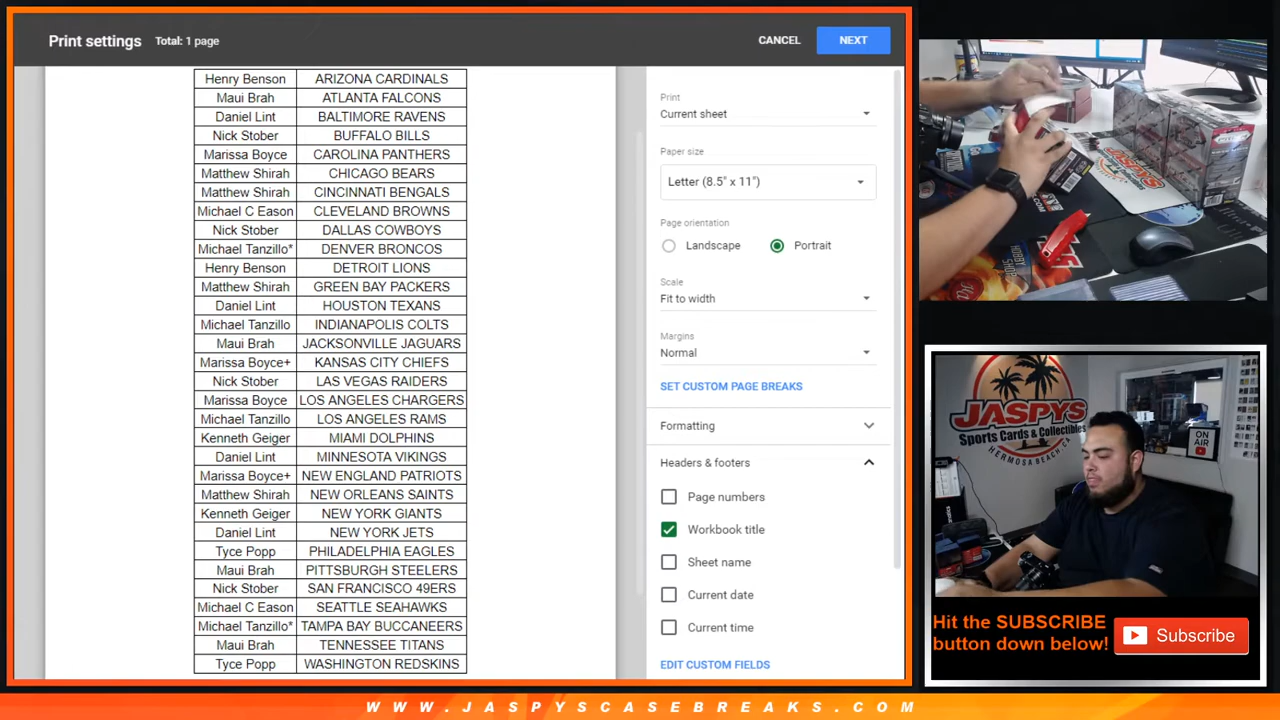 Print settings Total: 1 page CANCEL NEXT
Henry Benson ARIZONA CARDINALS
Maui Brah ATLANTA FALCONS
Daniel Lint BALTIMORE RAVENS
Nick Stober BUFFALO BILLS
Marissa Boyce CAROLINA PANTHERS
Matthew Shirah CHICAGO BEARS
Matthew Shirah CINCINNATI BENGALS
Michael C Eason CLEVELAND BROWNS
Nick Stober DALLAS COWBOYS
Michael Tanzillo* DENVER BRONCOS
Henry Benson DETROIT LIONS
Matthew Shirah GREEN BAY PACKERS
Daniel Lint HOUSTON TEXANS
Michael Tanzillo INDIANAPOLIS COLTS
Maui Brah JACKSONVILLE JAGUARS
Marissa Boyce+ KANSAS CITY CHIEFS
Nick Stober LAS VEGAS RAIDERS
Marissa Boyce LOS ANGELES CHARGERS
Michael Tanzillo LOS ANGELES RAMS
Kenneth Geiger MIAMI DOLPHINS
Daniel Lint MINNESOTA VIKINGS
Marissa Boyce+ NEW ENGLAND PATRIOTS
Matthew Shirah NEW ORLEANS SAINTS
Kenneth Geiger NEW YORK GIANTS
Daniel Lint NEW YORK JETS
Tyce Popp PHILADELPHIA EAGLES
Maui Brah PITTSBURGH STEELERS
Nick Stober SAN FRANCISCO 49ERS
Michael C Eason SEATTLE SEAHAWKS
Michael Tanzillo* TAMPA BAY BUCCANEERS
Maui Brah TENNESSEE TITANS
Tyce Popp WASHINGTON REDSKINS
Print
Current sheet
Paper size
Letter (8.5" x 11")
Page orientation
Landscape Portrait
Scale
Fit to width
Margins
Normal
SET CUSTOM PAGE BREAKS
Formatting
Headers & footers
Page numbers
Workbook title
Sheet name
Current date
Current time
EDIT CUSTOM FIELDS
JASPYS
JASPYS
Sports Cards & Collectibles
HERMOSA BEACH, CA
ON
AIR
Hit the SUBSCRIBE
button down below!
Subscribe
WWW.JASPYSCASEBREAKS.COM